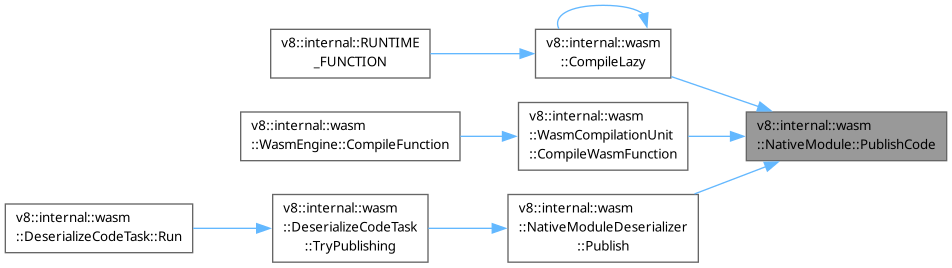 v8::internal::RUNTIME
_FUNCTION
v8::internal::wasm
::CompileLazy
v8::internal::wasm
::WasmEngine::CompileFunction
v8::internal::wasm
::WasmCompilationUnit
::CompileWasmFunction
v8::internal::wasm
::NativeModule::PublishCode
v8::internal::wasm
::DeserializeCodeTask::Run
v8::internal::wasm
::DeserializeCodeTask
::TryPublishing
v8::internal::wasm
::NativeModuleDeserializer
::Publish